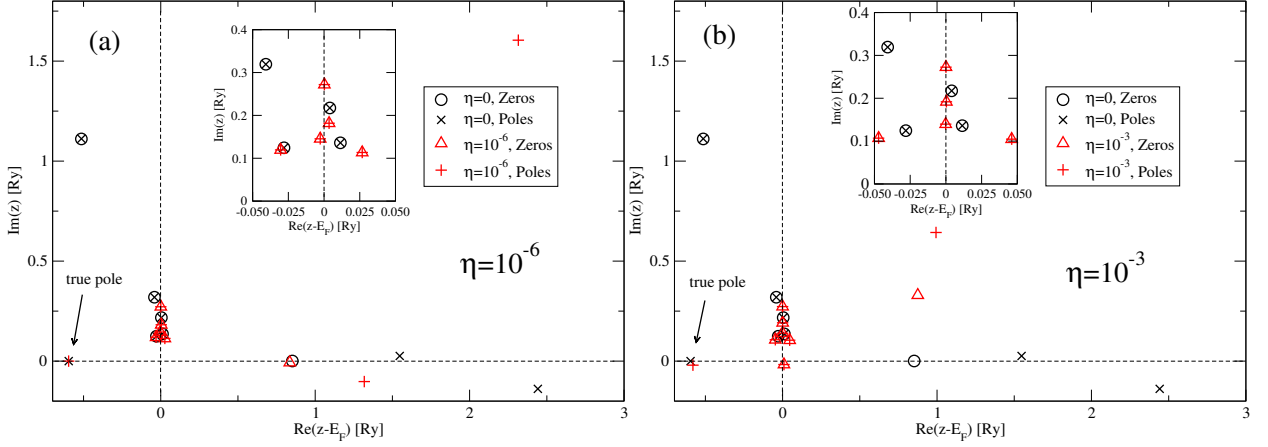 (a)
Im(z) [Ry]
1.5
1
0.5
0
0 1 2 3
Re(z-E_F) [Ry]
Im(z) [Ry]
0.4
0.3
0.2
0.1
0
-0.050 -0.025 0 0.025 0.050
Re(z-E_F) [Ry]
η=0, Zeros
η=0, Poles
η=10^-6, Zeros
η=10^-6, Poles
η=10^-6
true pole
(b)
Im(z) [Ry]
1.5
1
0.5
0
0 1 2 3
Re(z-E_F) [Ry]
Im(z) [Ry]
0.4
0.3
0.2
0.1
0
-0.050 -0.025 0 0.025 0.050
Re(z-E_F) [Ry]
η=0, Zeros
η=0, Poles
η=10^-3, Zeros
η=10^-3, Poles
η=10^-3
true pole